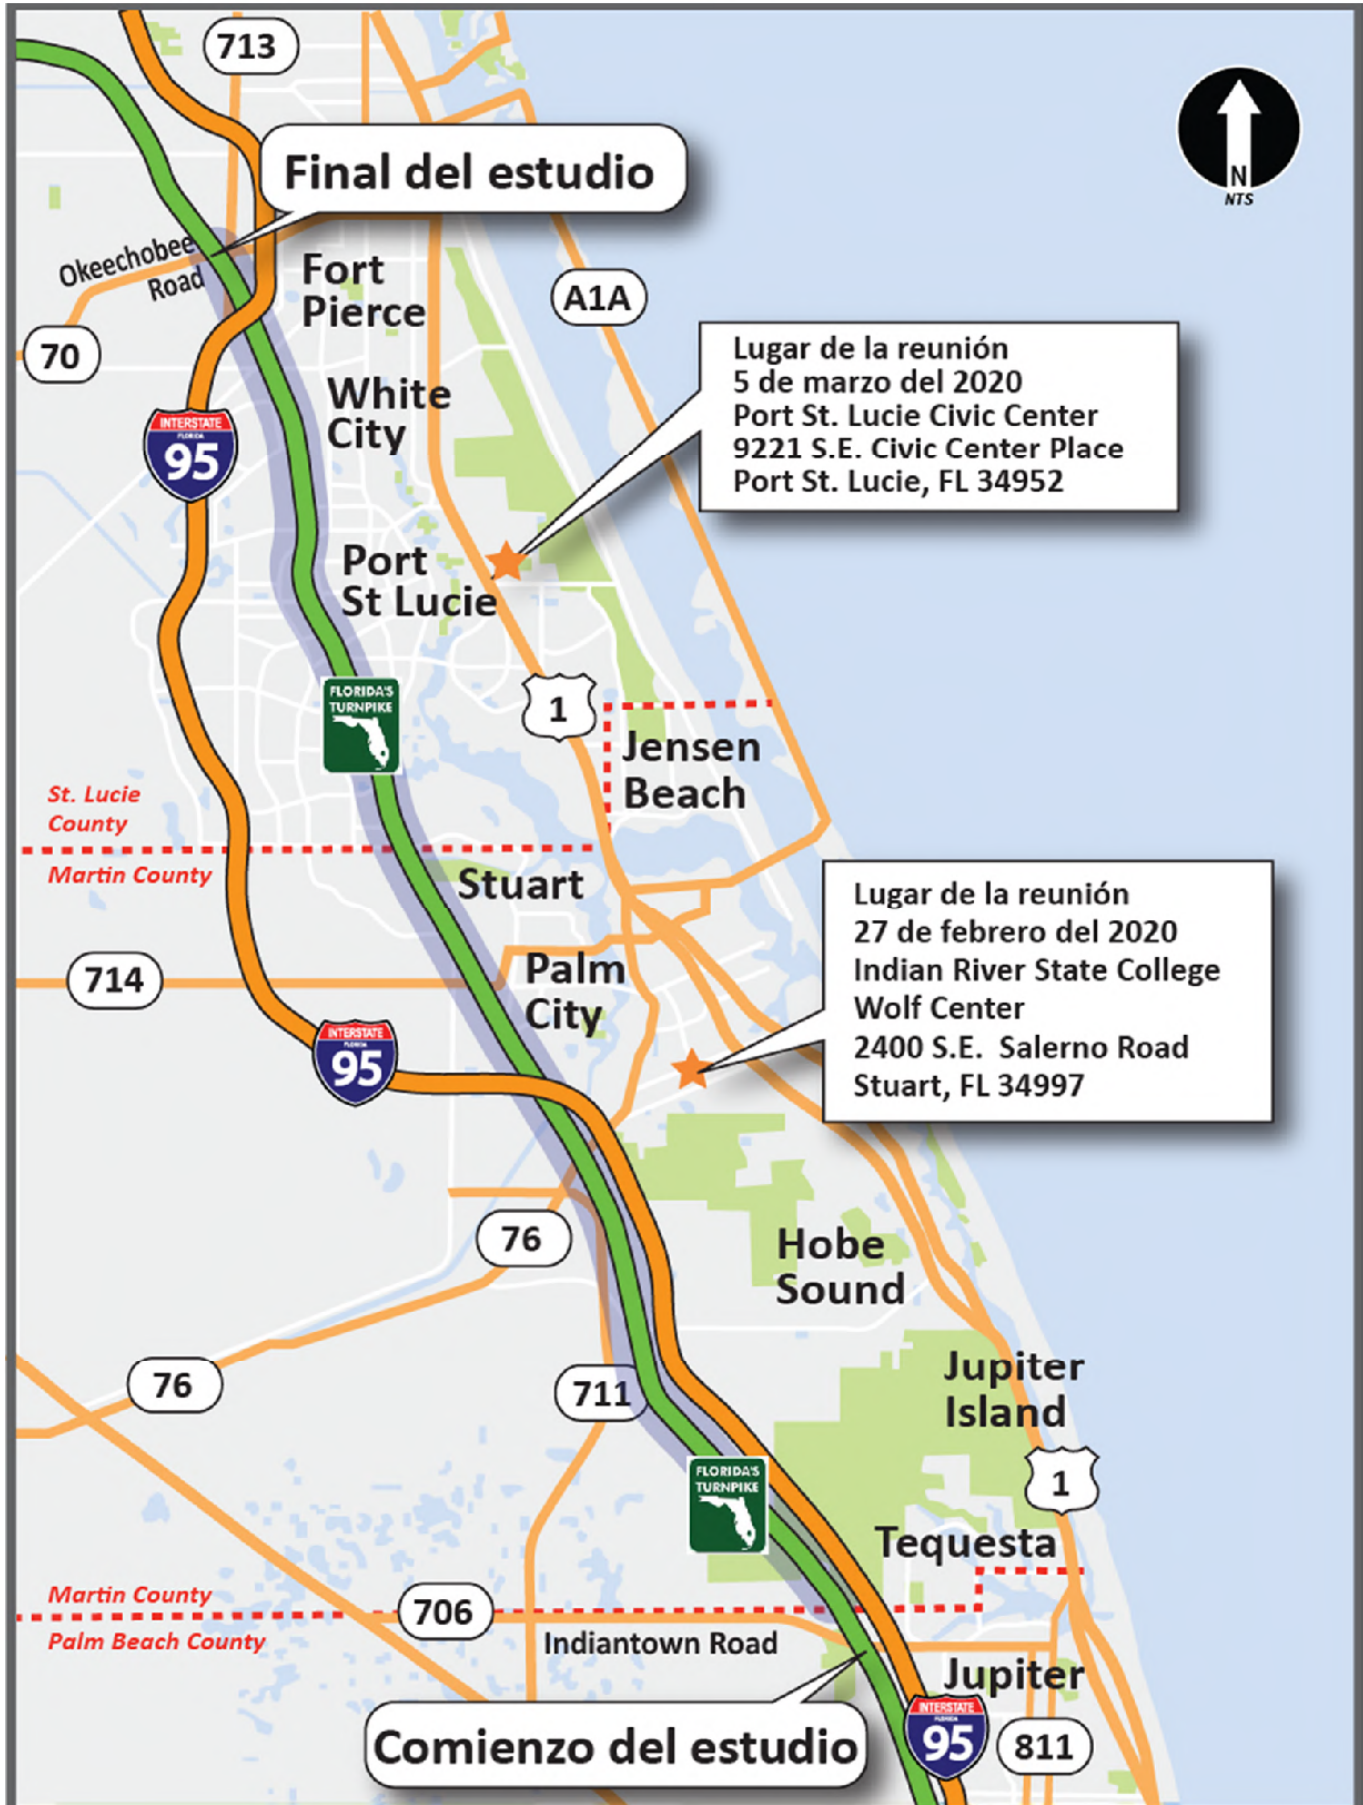 713
N
NTS
Final del estudio
Okeechobee
Road
Fort
Pierce
A1A
70
Lugar de la reunión
5 de marzo del 2020
Port St. Lucie Civic Center
9221 S.E. Civic Center Place
Port St. Lucie, FL 34952
White
City
INTERSTATE
FLORIDA
95
Port
St Lucie
FLORIDA'S
TURNPIKE
1
Jensen
Beach
St. Lucie
County
Martin County
Stuart
Lugar de la reunión
27 de febrero del 2020
Indian River State College
Wolf Center
2400 S.E. Salerno Road
Stuart, FL 34997
714
Palm
City
INTERSTATE
FLORIDA
95
76
Hobe
Sound
76
711
Jupiter
Island
FLORIDA'S
TURNPIKE
1
Tequesta
Martin County
706
Palm Beach County
Indiantown Road
Jupiter
Comienzo del estudio
INTERSTATE
FLORIDA
95
811